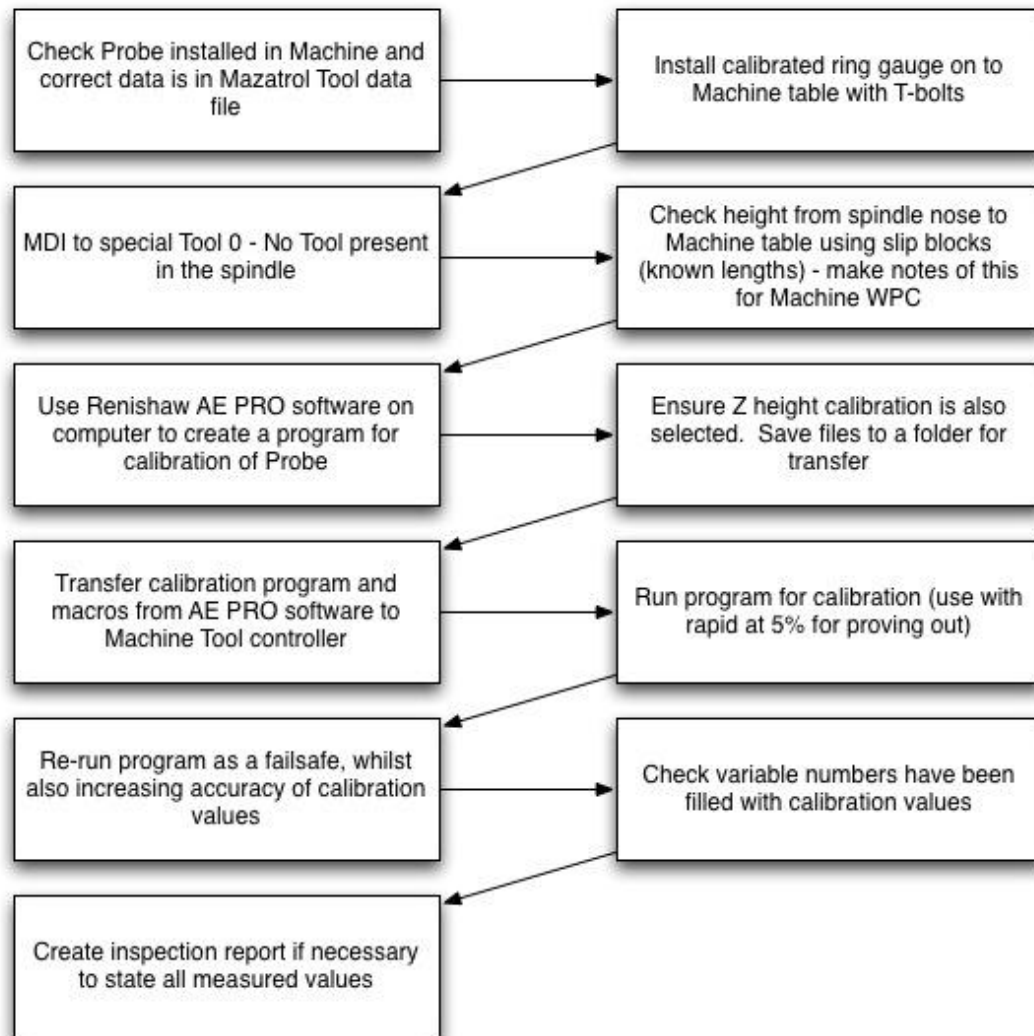 Check Probe installed in Machine and
correct data is in Mazatrol Tool data
file
Install calibrated ring gauge on to
Machine table with T-bolts
MDI to special Tool 0 - No Tool present
in the spindle
Check height from spindle nose to
Machine table using slip blocks
(known lengths) - make notes of this
for Machine WPC
Use Renishaw AE PRO software on
computer to create a program for
calibration of Probe
Ensure Z height calibration is also
selected.  Save files to a folder for
transfer
Transfer calibration program and
macros from AE PRO software to
Machine Tool controller
Run program for calibration (use with
rapid at 5% for proving out)
Re-run program as a failsafe, whilst
also increasing accuracy of calibration
values
Check variable numbers have been
filled with calibration values
Create inspection report if necessary
to state all measured values